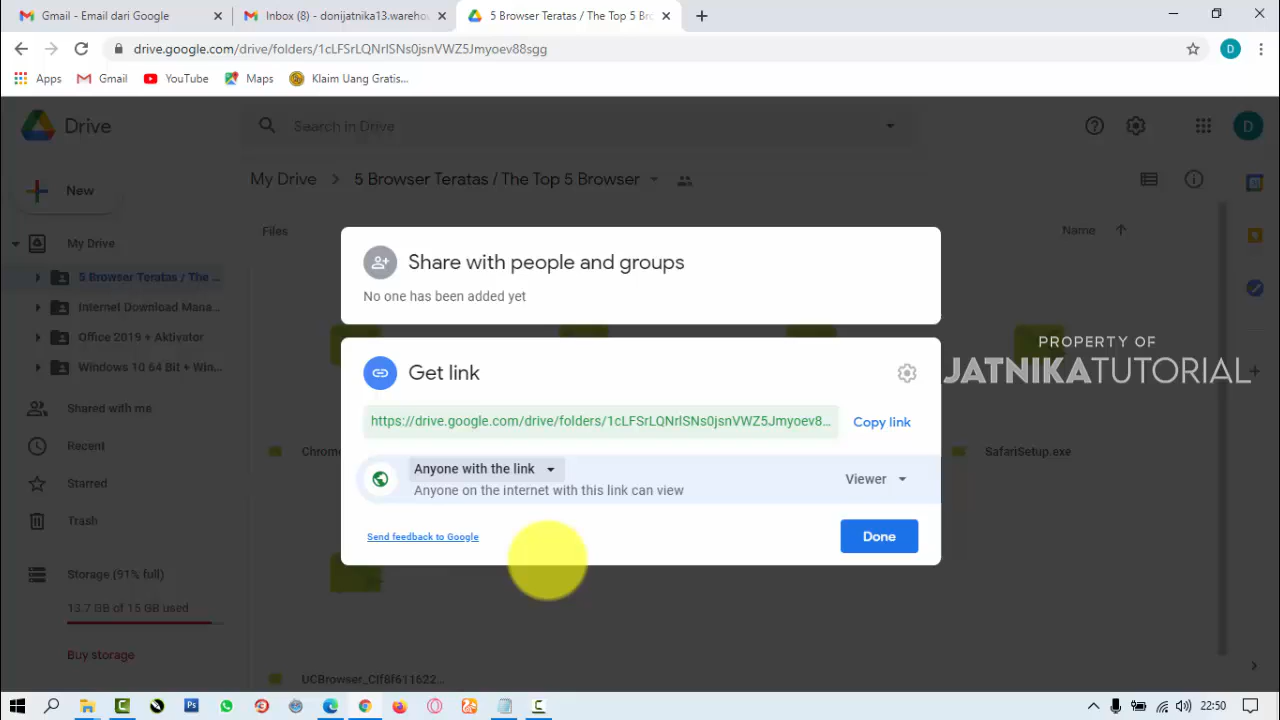 Gmail - Email dari Google
Inbox (8) - donijatnika13.wareho
5 Browser Teratas / The Top 5 Bro
drive.google.com/drive/folders/1cLFSrLQNrlSNs0jsnVWZ5Jmyoev88sgg
D
Apps
Gmail
YouTube
Maps
Klaim Uang Gratis...
Drive
Search in Drive
D
New
My Drive
5 Browser Teratas / The Top 5 Browser
Files
Name
My Drive
5 Browser Teratas / The ...
Internet Download Mana...
Office 2019 + Aktivator
Windows 10 64 Bit + Win...
Shared with me
Recent
Starred
Trash
Storage (91% full)
13.7 GB of 15 GB used
Buy storage
Share with people and groups
No one has been added yet
Get link
https://drive.google.com/drive/folders/1cLFSrLQNrlSNs0jsnVWZ5Jmyoev8...
Copy link
Anyone with the link
Anyone on the internet with this link can view
Viewer
Send feedback to Google
Done
PROPERTY OF
JATNIKATUTORIAL
Chrome
SafariSetup.exe
UCBrowser_CIf8f611622...
Ps
22:50